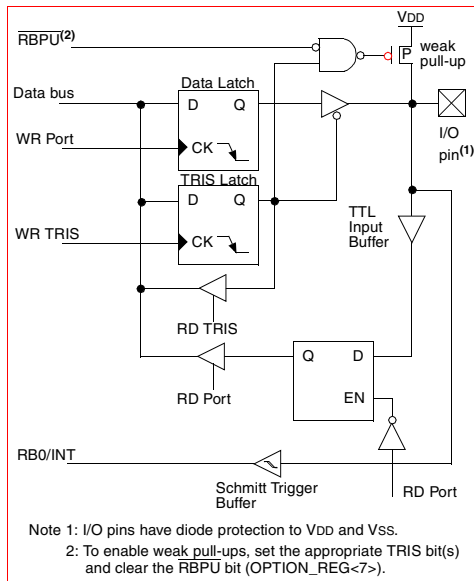 VDD
RBPU(2)
weak
pull-up
P
Data bus
Data Latch
D Q
WR Port
CK
I/O
pin(1)
TRIS Latch
D Q
TTL
Input
Buffer
WR TRIS
CK
RD TRIS
Q D
RD Port
EN
RB0/INT
Schmitt Trigger
Buffer
RD Port
Note 1: I/O pins have diode protection to VDD and VSS.
2: To enable weak pull-ups, set the appropriate TRIS bit(s)
and clear the RBPU bit (OPTION_REG<7>).